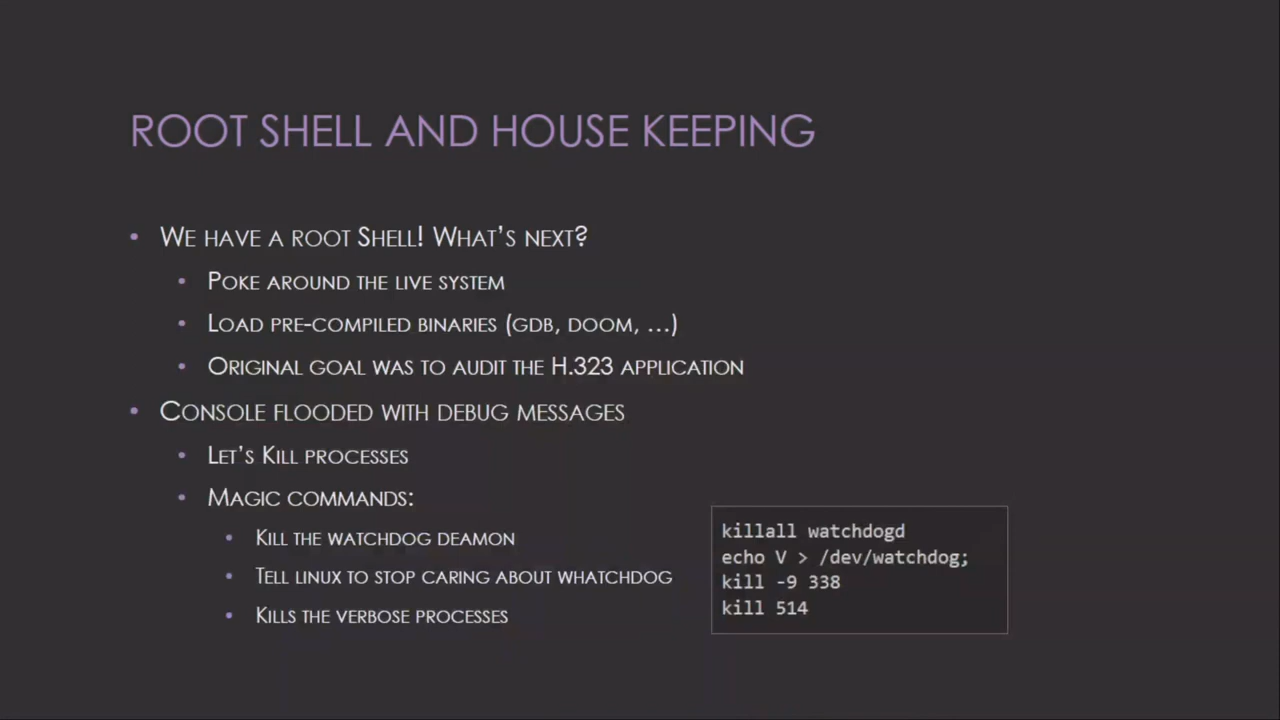 ROOT SHELL AND HOUSE KEEPING
• WE HAVE A ROOT SHELL! WHAT'S NEXT?
• POKE AROUND THE LIVE SYSTEM
• LOAD PRE-COMPILED BINARIES (GDB, DOOM, …)
• ORIGINAL GOAL WAS TO AUDIT THE H.323 APPLICATION
• CONSOLE FLOODED WITH DEBUG MESSAGES
• LET'S KILL PROCESSES
• MAGIC COMMANDS:
• KILL THE WATCHDOG DEAMON
• TELL LINUX TO STOP CARING ABOUT WHATCHDOG
• KILLS THE VERBOSE PROCESSES
killall watchdogd
echo V > /dev/watchdog;
kill -9 338
kill 514